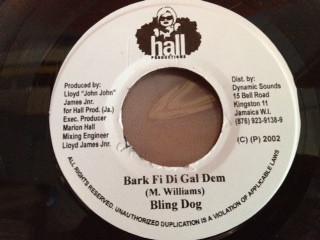 hall
PRODUCTIONS
Produced by:
Lloyd "John John"
James Jnr.
for Hall Prod. (Ja.)
Exec. Producer
Marion Hall
Mixing Engineer
Lloyd James Jnr.
Dist. by:
Dynamic Sounds
15 Bell Road
Kingston 11
Jamaica W.I.
(876) 923-9138-9
(C) (P) 2002
Bark Fi Di Gal Dem
(M. Williams)
Bling Dog
ALL RIGHTS RESERVED. UNAUTHORIZED DUPLICATION IS A VIOLATION OF APPLICABLE LAWS